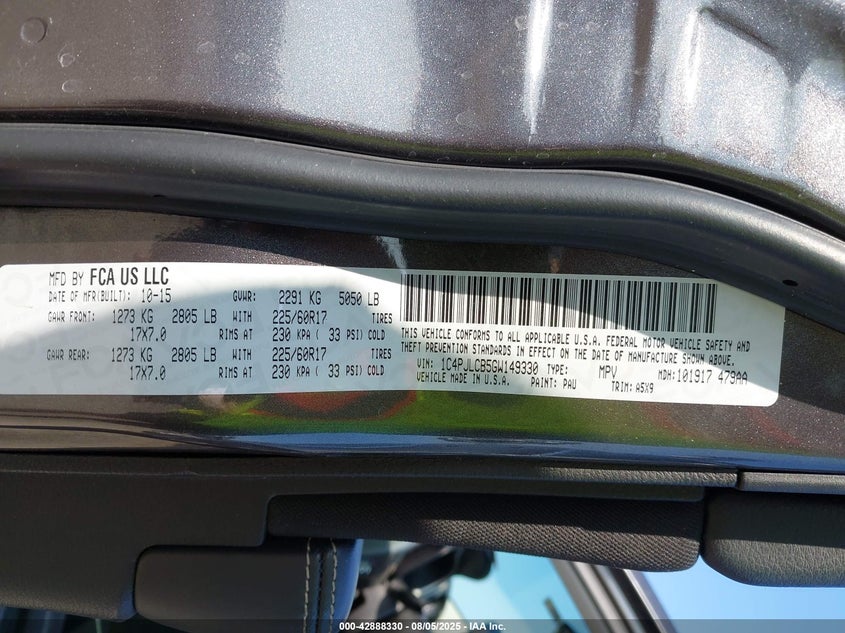 MFD BY FCA US LLC
DATE OF MFR(BUILT): 10-15 GVWR: 2291 KG 5050 LB
GAWR FRONT: 1273 KG 2805 LB WITH 225/60R17 TIRES
17X7.0 RIMS AT 230 KPA ( 33 PSI) COLD
GAWR REAR: 1273 KG 2805 LB WITH 225/60R17 TIRES
17X7.0 RIMS AT 230 KPA ( 33 PSI) COLD
THIS VEHICLE CONFORMS TO ALL APPLICABLE U.S.A. FEDERAL MOTOR VEHICLE SAFETY AND
THEFT PREVENTION STANDARDS IN EFFECT ON THE DATE OF MANUFACTURE SHOWN ABOVE.
VIN: 1C4PJLCB5GW149330 TYPE: MPV MDH: 101917 479AA
VEHICLE MADE IN U.S.A. PAINT: PAU TRIM: A5X9
000-42888330 - 08/05/2025 - © IAA Inc.